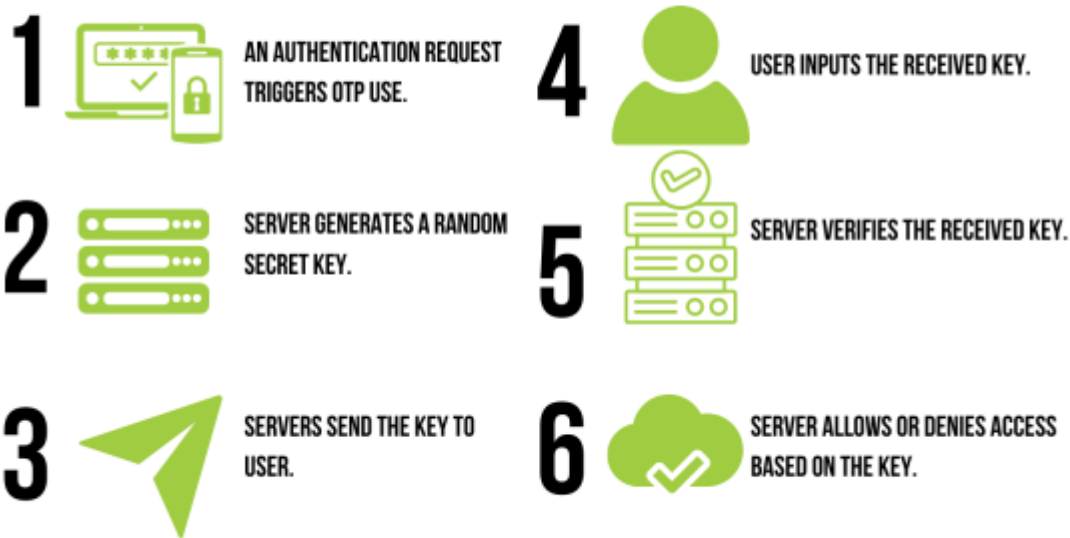 1
AN AUTHENTICATION REQUEST
TRIGGERS OTP USE.
2
SERVER GENERATES A RANDOM
SECRET KEY.
3
SERVERS SEND THE KEY TO
USER.
4
USER INPUTS THE RECEIVED KEY.
5
SERVER VERIFIES THE RECEIVED KEY.
6
SERVER ALLOWS OR DENIES ACCESS
BASED ON THE KEY.